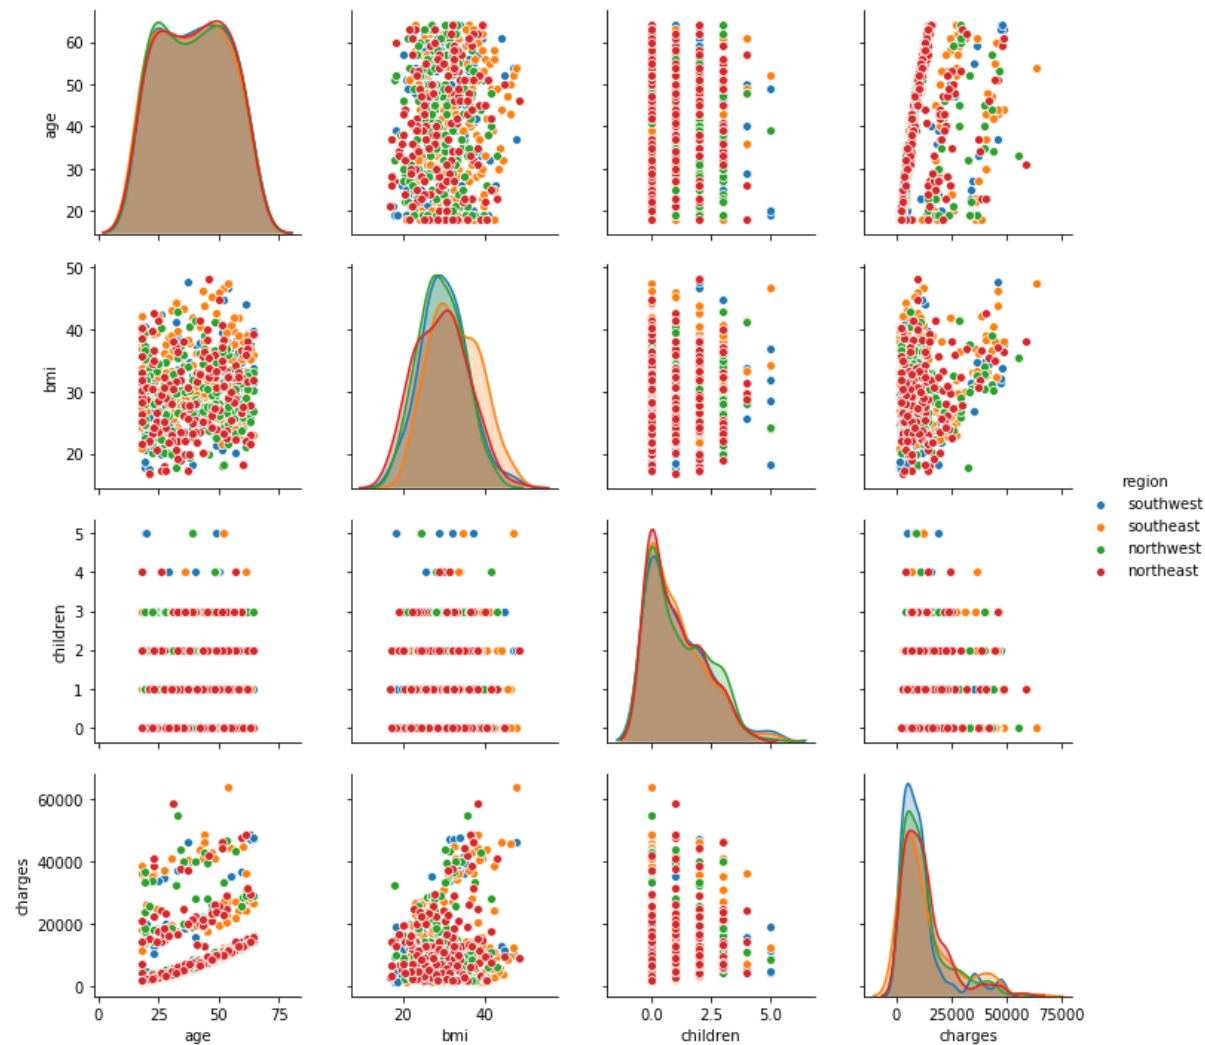 60
50
40
30
20
age
50
40
30
20
bmi
5
4
3
2
1
0
children
region
southwest
southeast
northwest
northeast
60000
40000
20000
0
charges
0 25 50 75
age
20 40
bmi
0.0 2.5 5.0
children
0 25000 50000 75000
charges